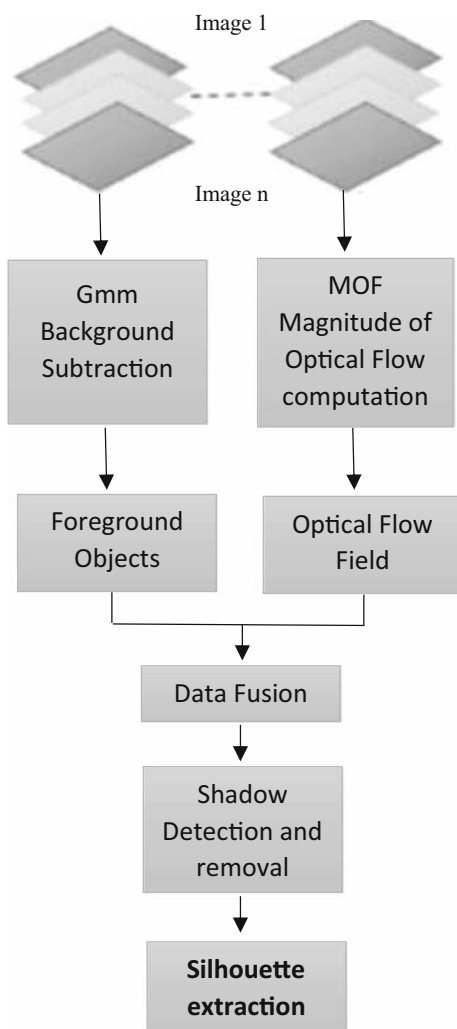 Image 1
Image n
Gmm
Background
Subtraction
MOF
Magnitude of
Optical Flow
computation
Foreground
Objects
Optical Flow
Field
Data Fusion
Shadow
Detection and
removal
Silhouette
extraction